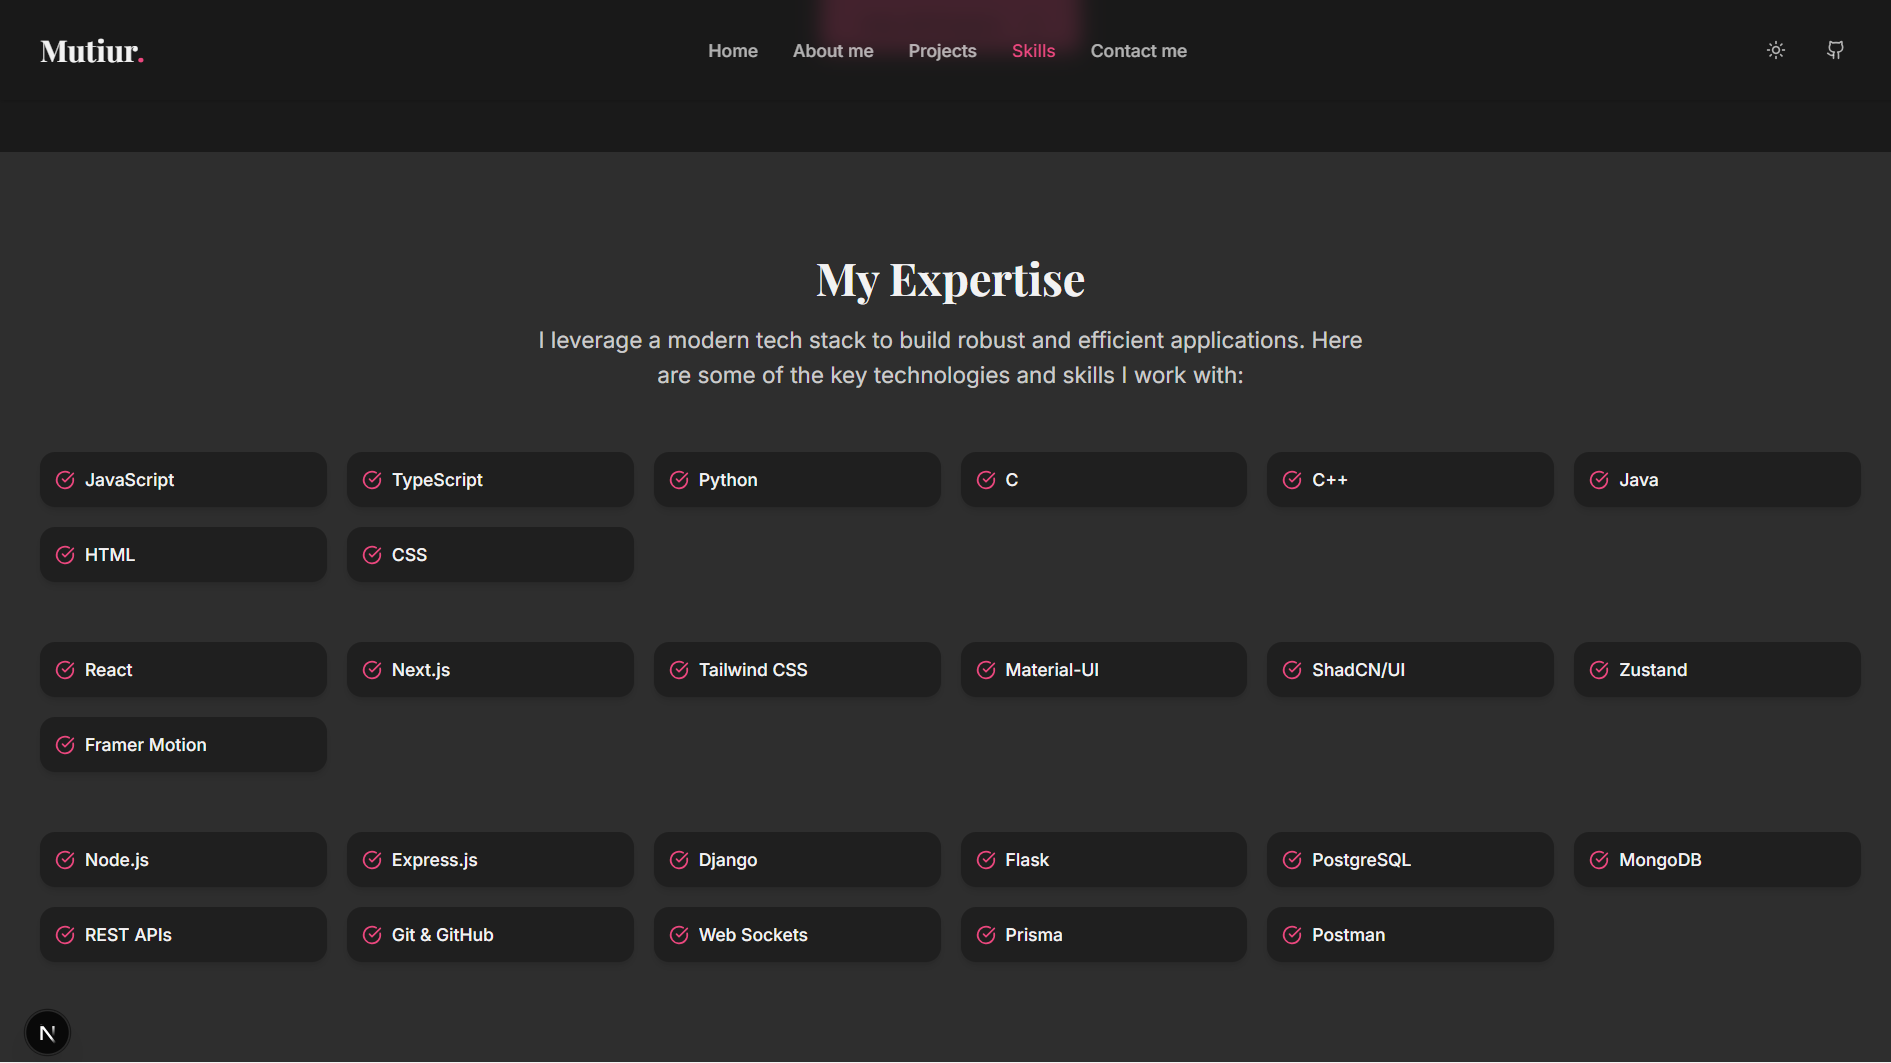 Mutiur.
Home About me Projects Skills Contact me
My Expertise
I leverage a modern tech stack to build robust and efficient applications. Here
are some of the key technologies and skills I work with:
JavaScript TypeScript Python C C++ Java
HTML CSS
React Next.js Tailwind CSS Material-UI ShadCN/UI Zustand
Framer Motion
Node.js Express.js Django Flask PostgreSQL MongoDB
REST APIs Git & GitHub Web Sockets Prisma Postman
N